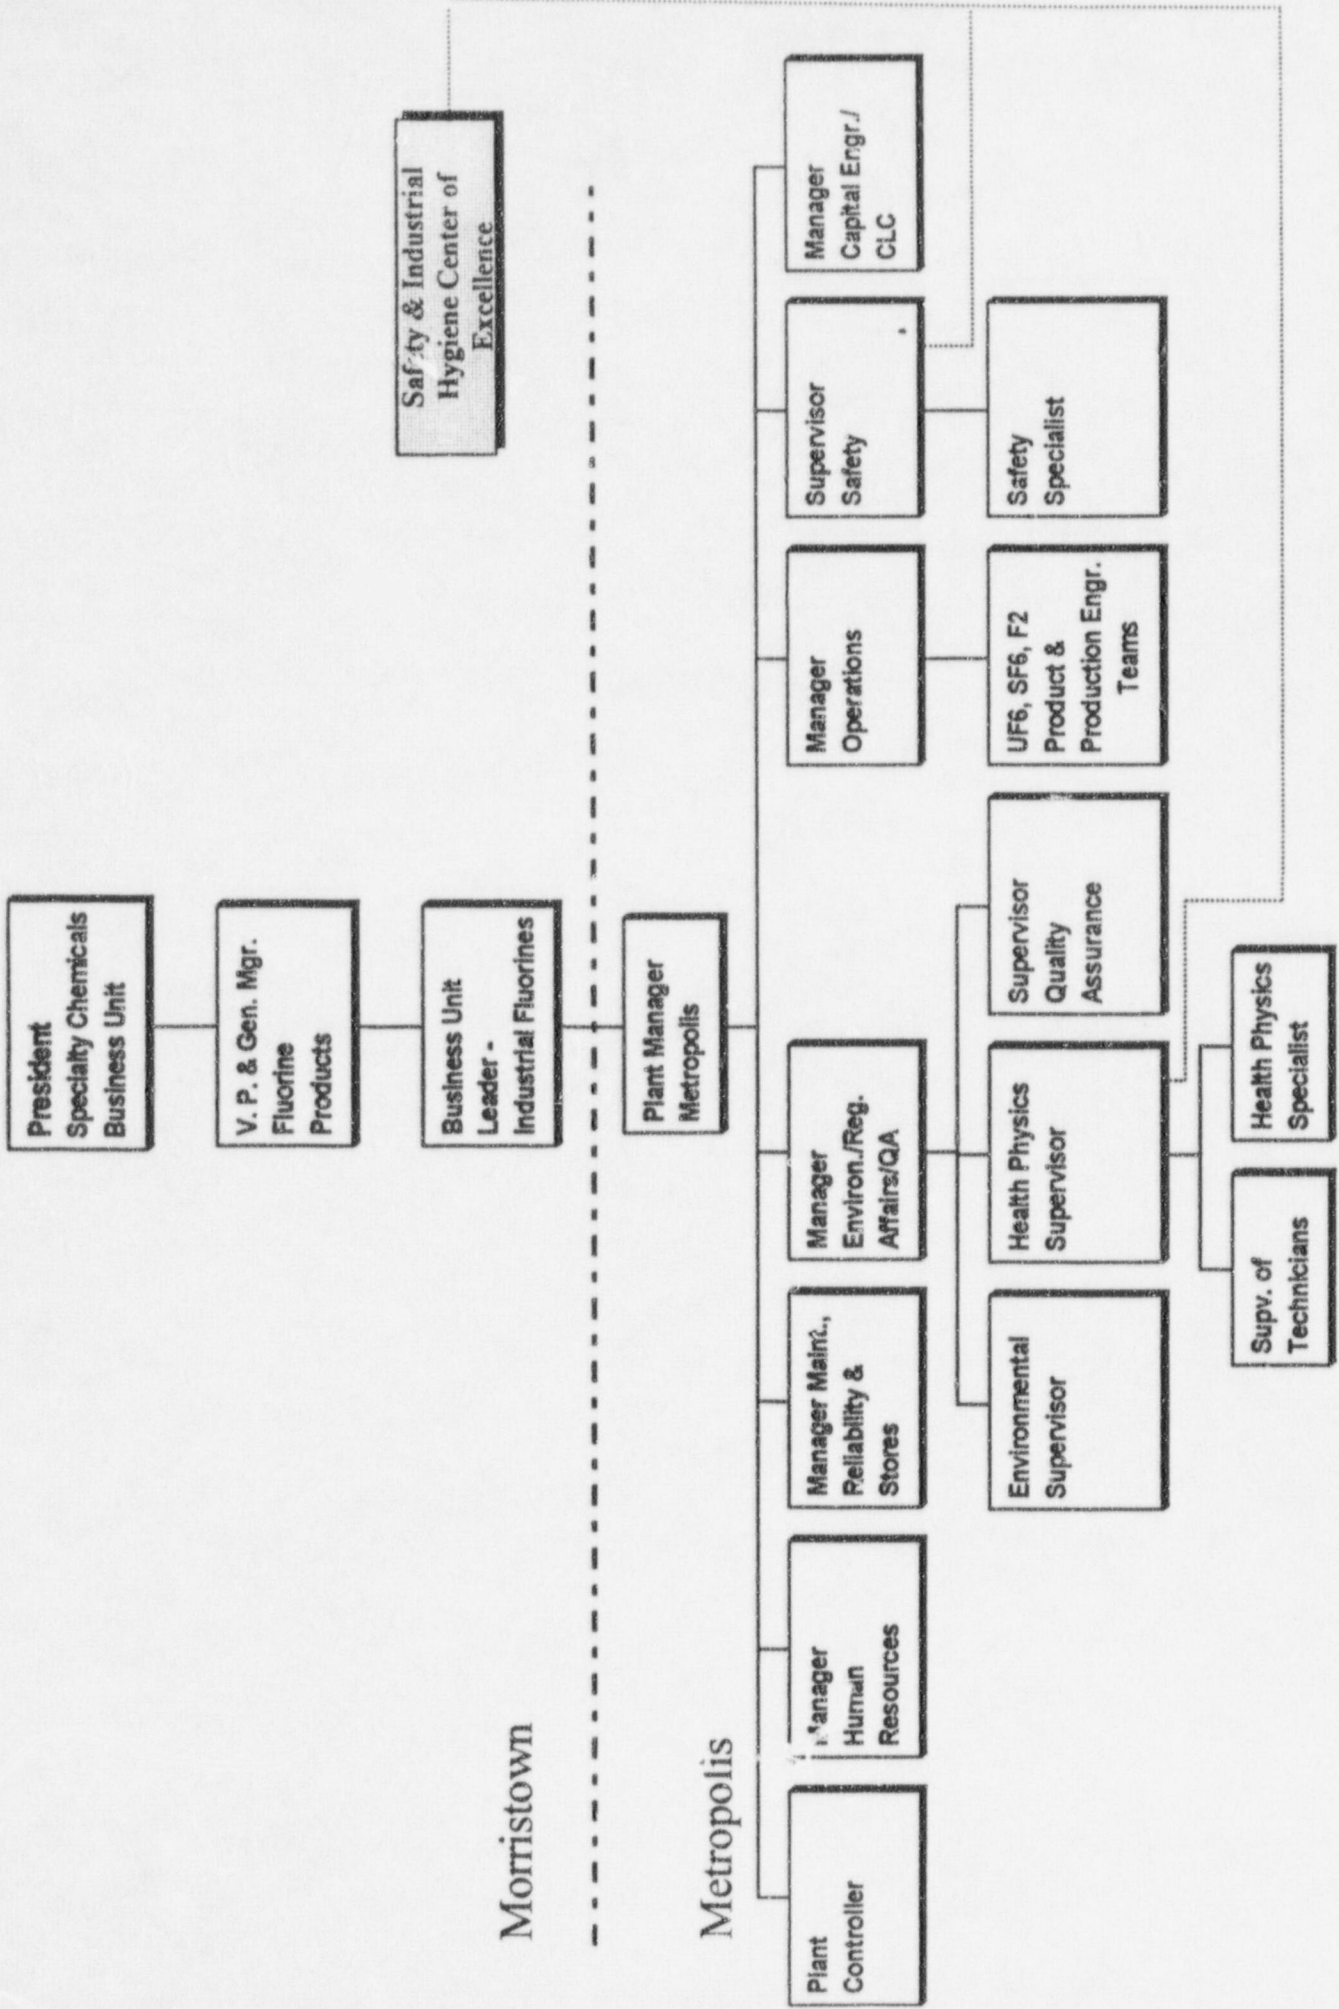 President
Specialty Chemicals
Business Unit
V. P. & Gen. Mgr.
Fluorine
Products
Business Unit
Leader -
Industrial Fluorines
Safety & Industrial
Hygiene Center of
Excellence
Morristown
Metropolis
Plant Manager
Metropolis
Plant
Controller
Manager
Human
Resources
Manager Maint.,
Reliability &
Stores
Manager
Environ./Reg.
Affairs/QA
Manager
Operations
Supervisor
Safety
Manager
Capital Engr./
CLC
Environmental
Supervisor
Health Physics
Supervisor
Supervisor
Quality
Assurance
UF6, SF6, F2
Product &
Production Engr.
Teams
Safety
Specialist
Supv. of
Technicians
Health Physics
Specialist